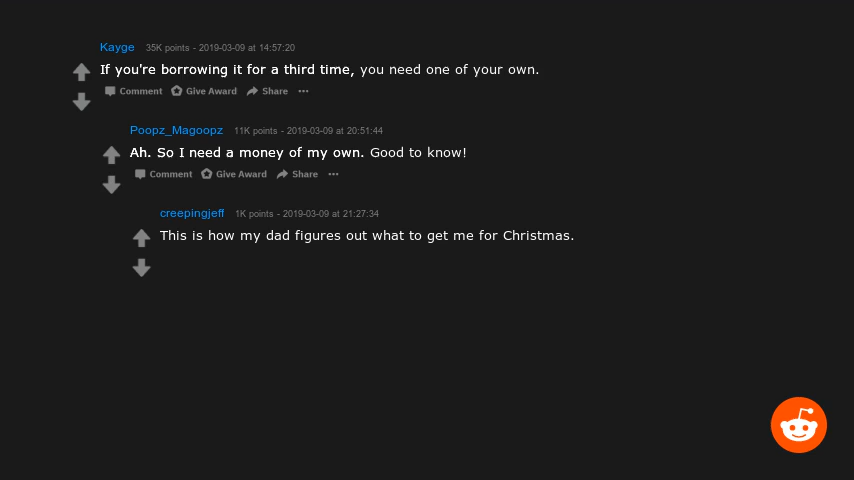 Kayge 35K points - 2019-03-09 at 14:57:20
If you're borrowing it for a third time, you need one of your own.
Comment Give Award Share ···
Poopz_Magoopz 11K points - 2019-03-09 at 20:51:44
Ah. So I need a money of my own. Good to know!
Comment Give Award Share ···
creepingjeff 1K points - 2019-03-09 at 21:27:34
This is how my dad figures out what to get me for Christmas.